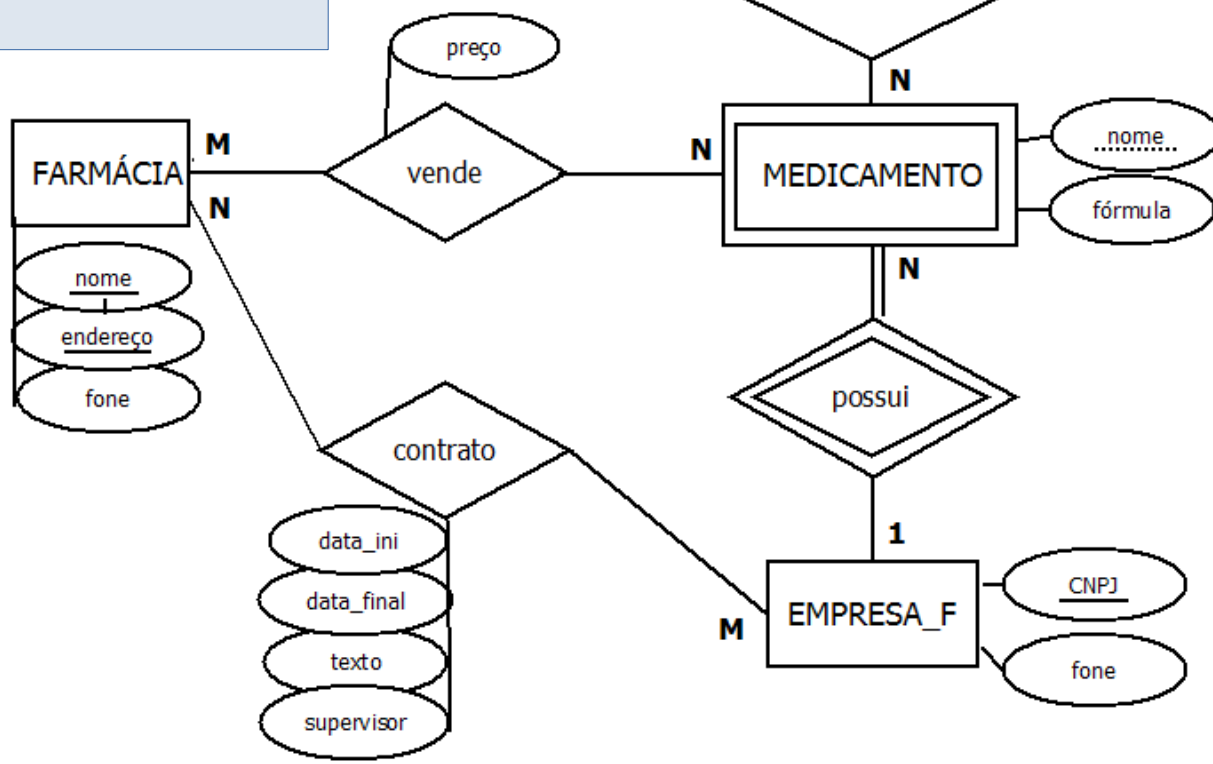 preço
N
FARMÁCIA
M
vende
N
MEDICAMENTO
nome
fórmula
N
N
nome
endereço
fone
possui
contrato
1
data_ini
data_final
texto
supervisor
M
EMPRESA_F
CNPJ
fone